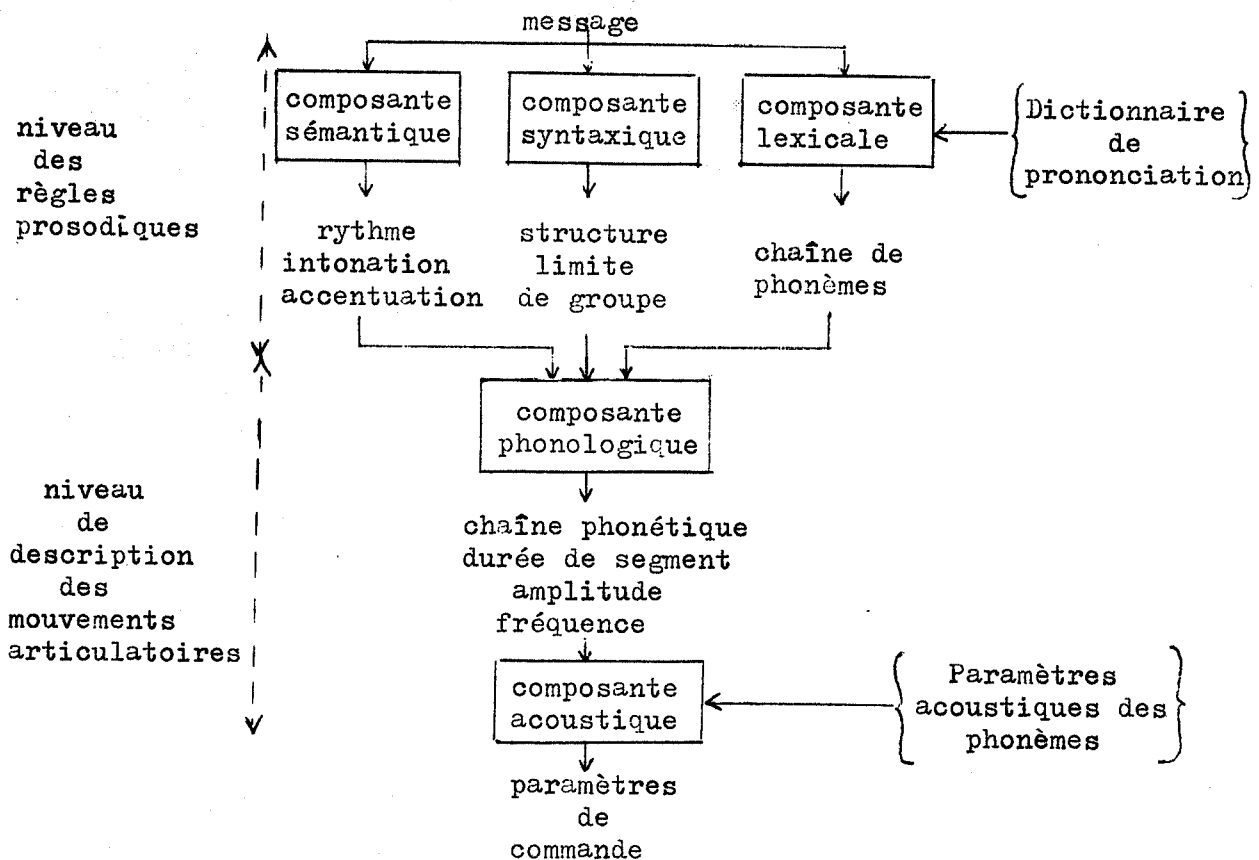 message
composante
sémantique
composante
syntaxique
composante
lexicale
Dictionnaire
de
prononciation
niveau
des
règles
prosodiques
rythme
intonation
accentuation
structure
limite
de groupe
chaîne de
phonèmes
composante
phonologique
niveau
de
description
des
mouvements
articulatoires
chaîne phonétique
durée de segment
amplitude
fréquence
composante
acoustique
Paramètres
acoustiques des
phonèmes
paramètres
de
commande